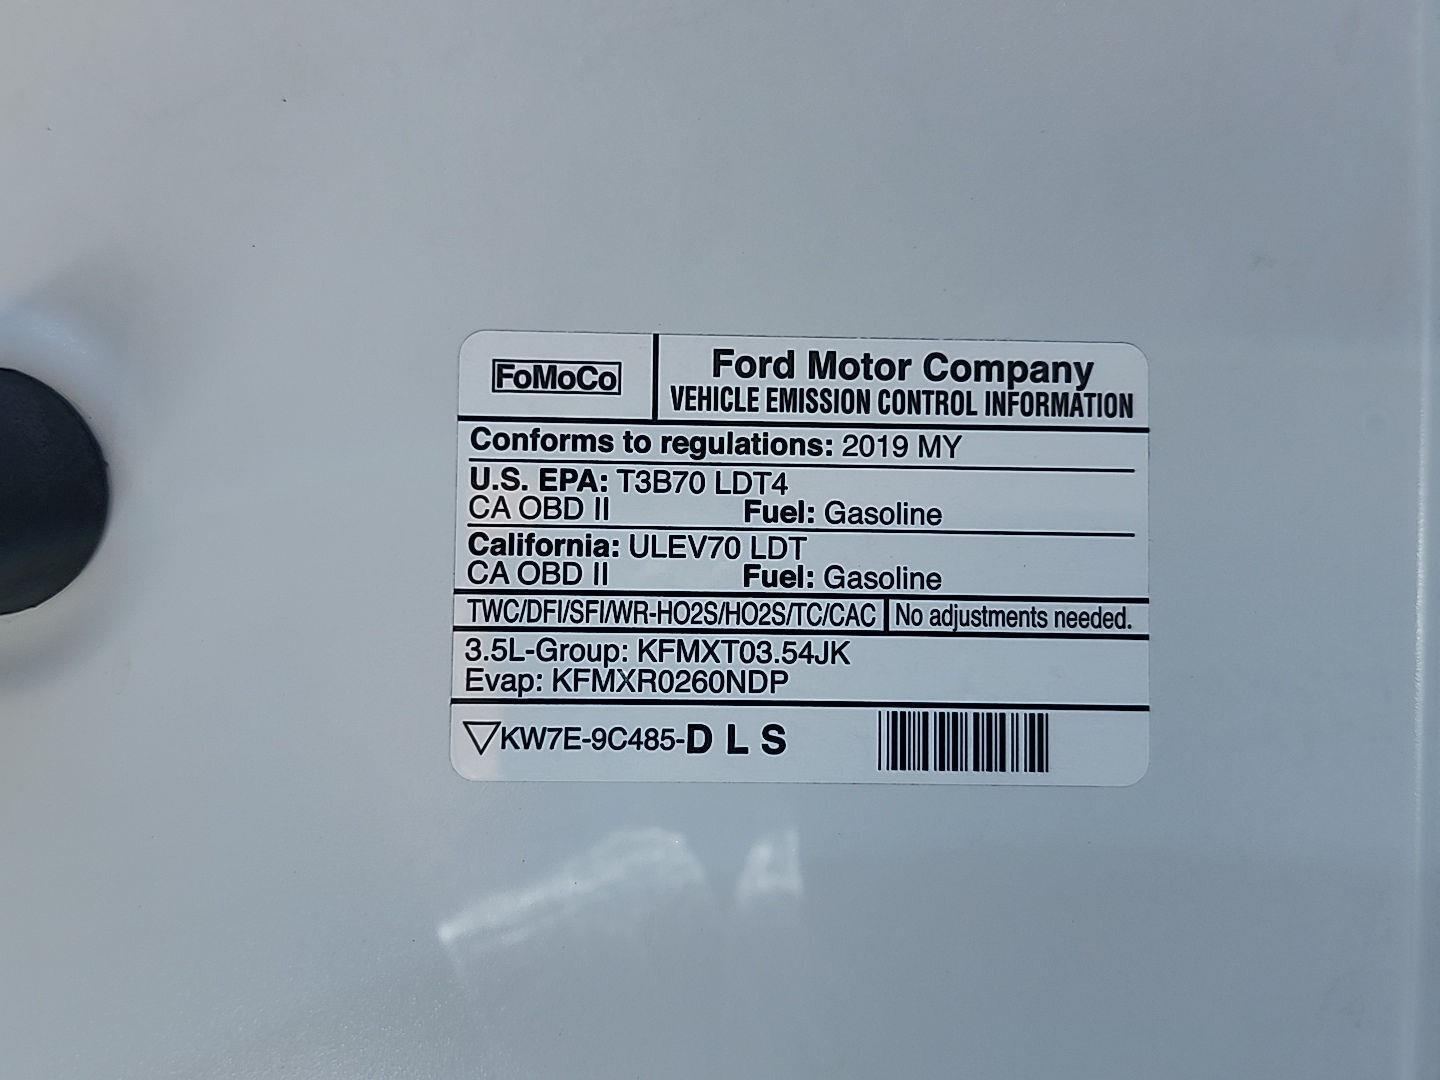 FoMoCo
Ford Motor Company
VEHICLE EMISSION CONTROL INFORMATION
Conforms to regulations: 2019 MY
U.S. EPA: T3B70 LDT4
CA OBD II Fuel: Gasoline
California: ULEV70 LDT
CA OBD II Fuel: Gasoline
TWC/DFI/SFI/WR-HO2S/HO2S/TC/CAC No adjustments needed.
3.5L-Group: KFMXT03.54JK
Evap: KFMXR0260NDP
▽KW7E-9C485-D L S